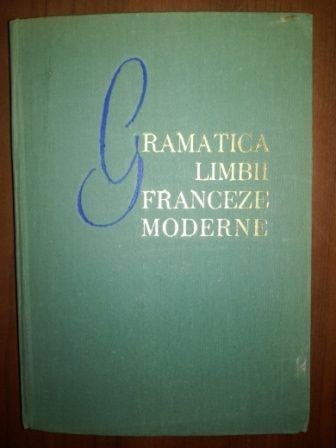 GRAMATICA
LIMBII
FRANCEZE
MODERNE